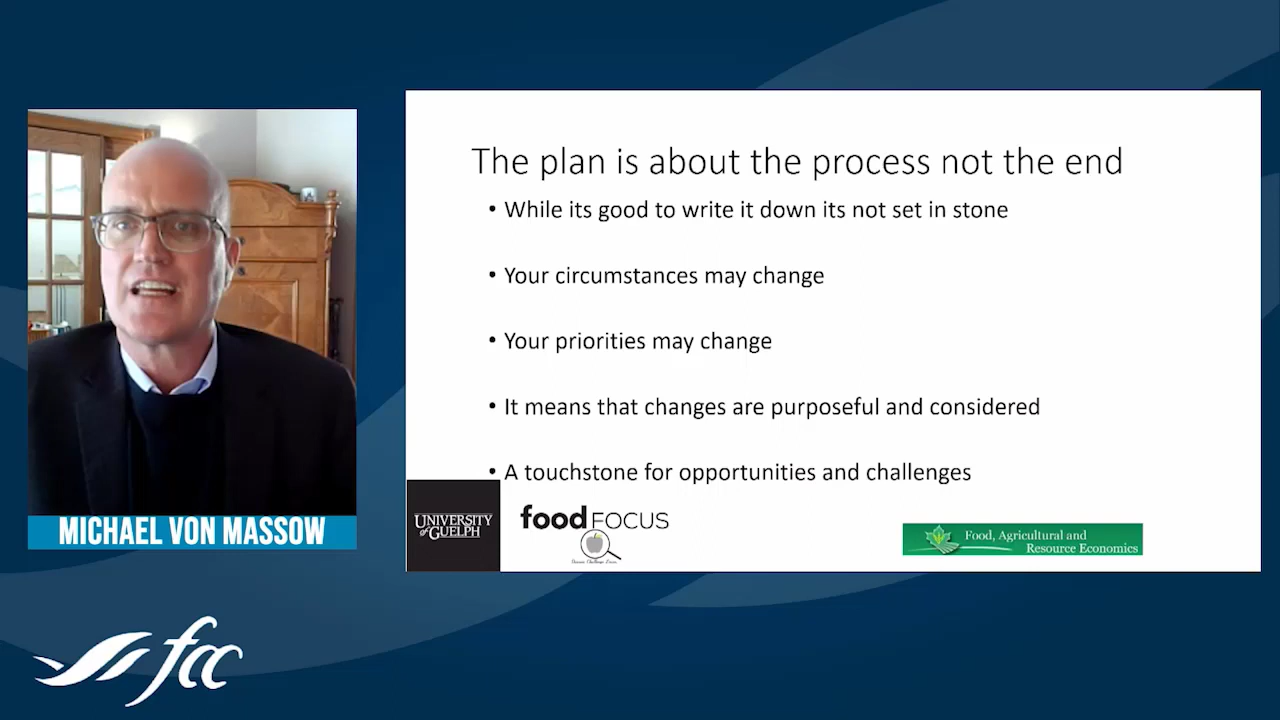 The plan is about the process not the end
• While its good to write it down its not set in stone
• Your circumstances may change
• Your priorities may change
• It means that changes are purposeful and considered
• A touchstone for opportunities and challenges
UNIVERSITY
of GUELPH
food FOCUS
Food, Agricultural and
Resource Economics
MICHAEL VON MASSOW
fcc